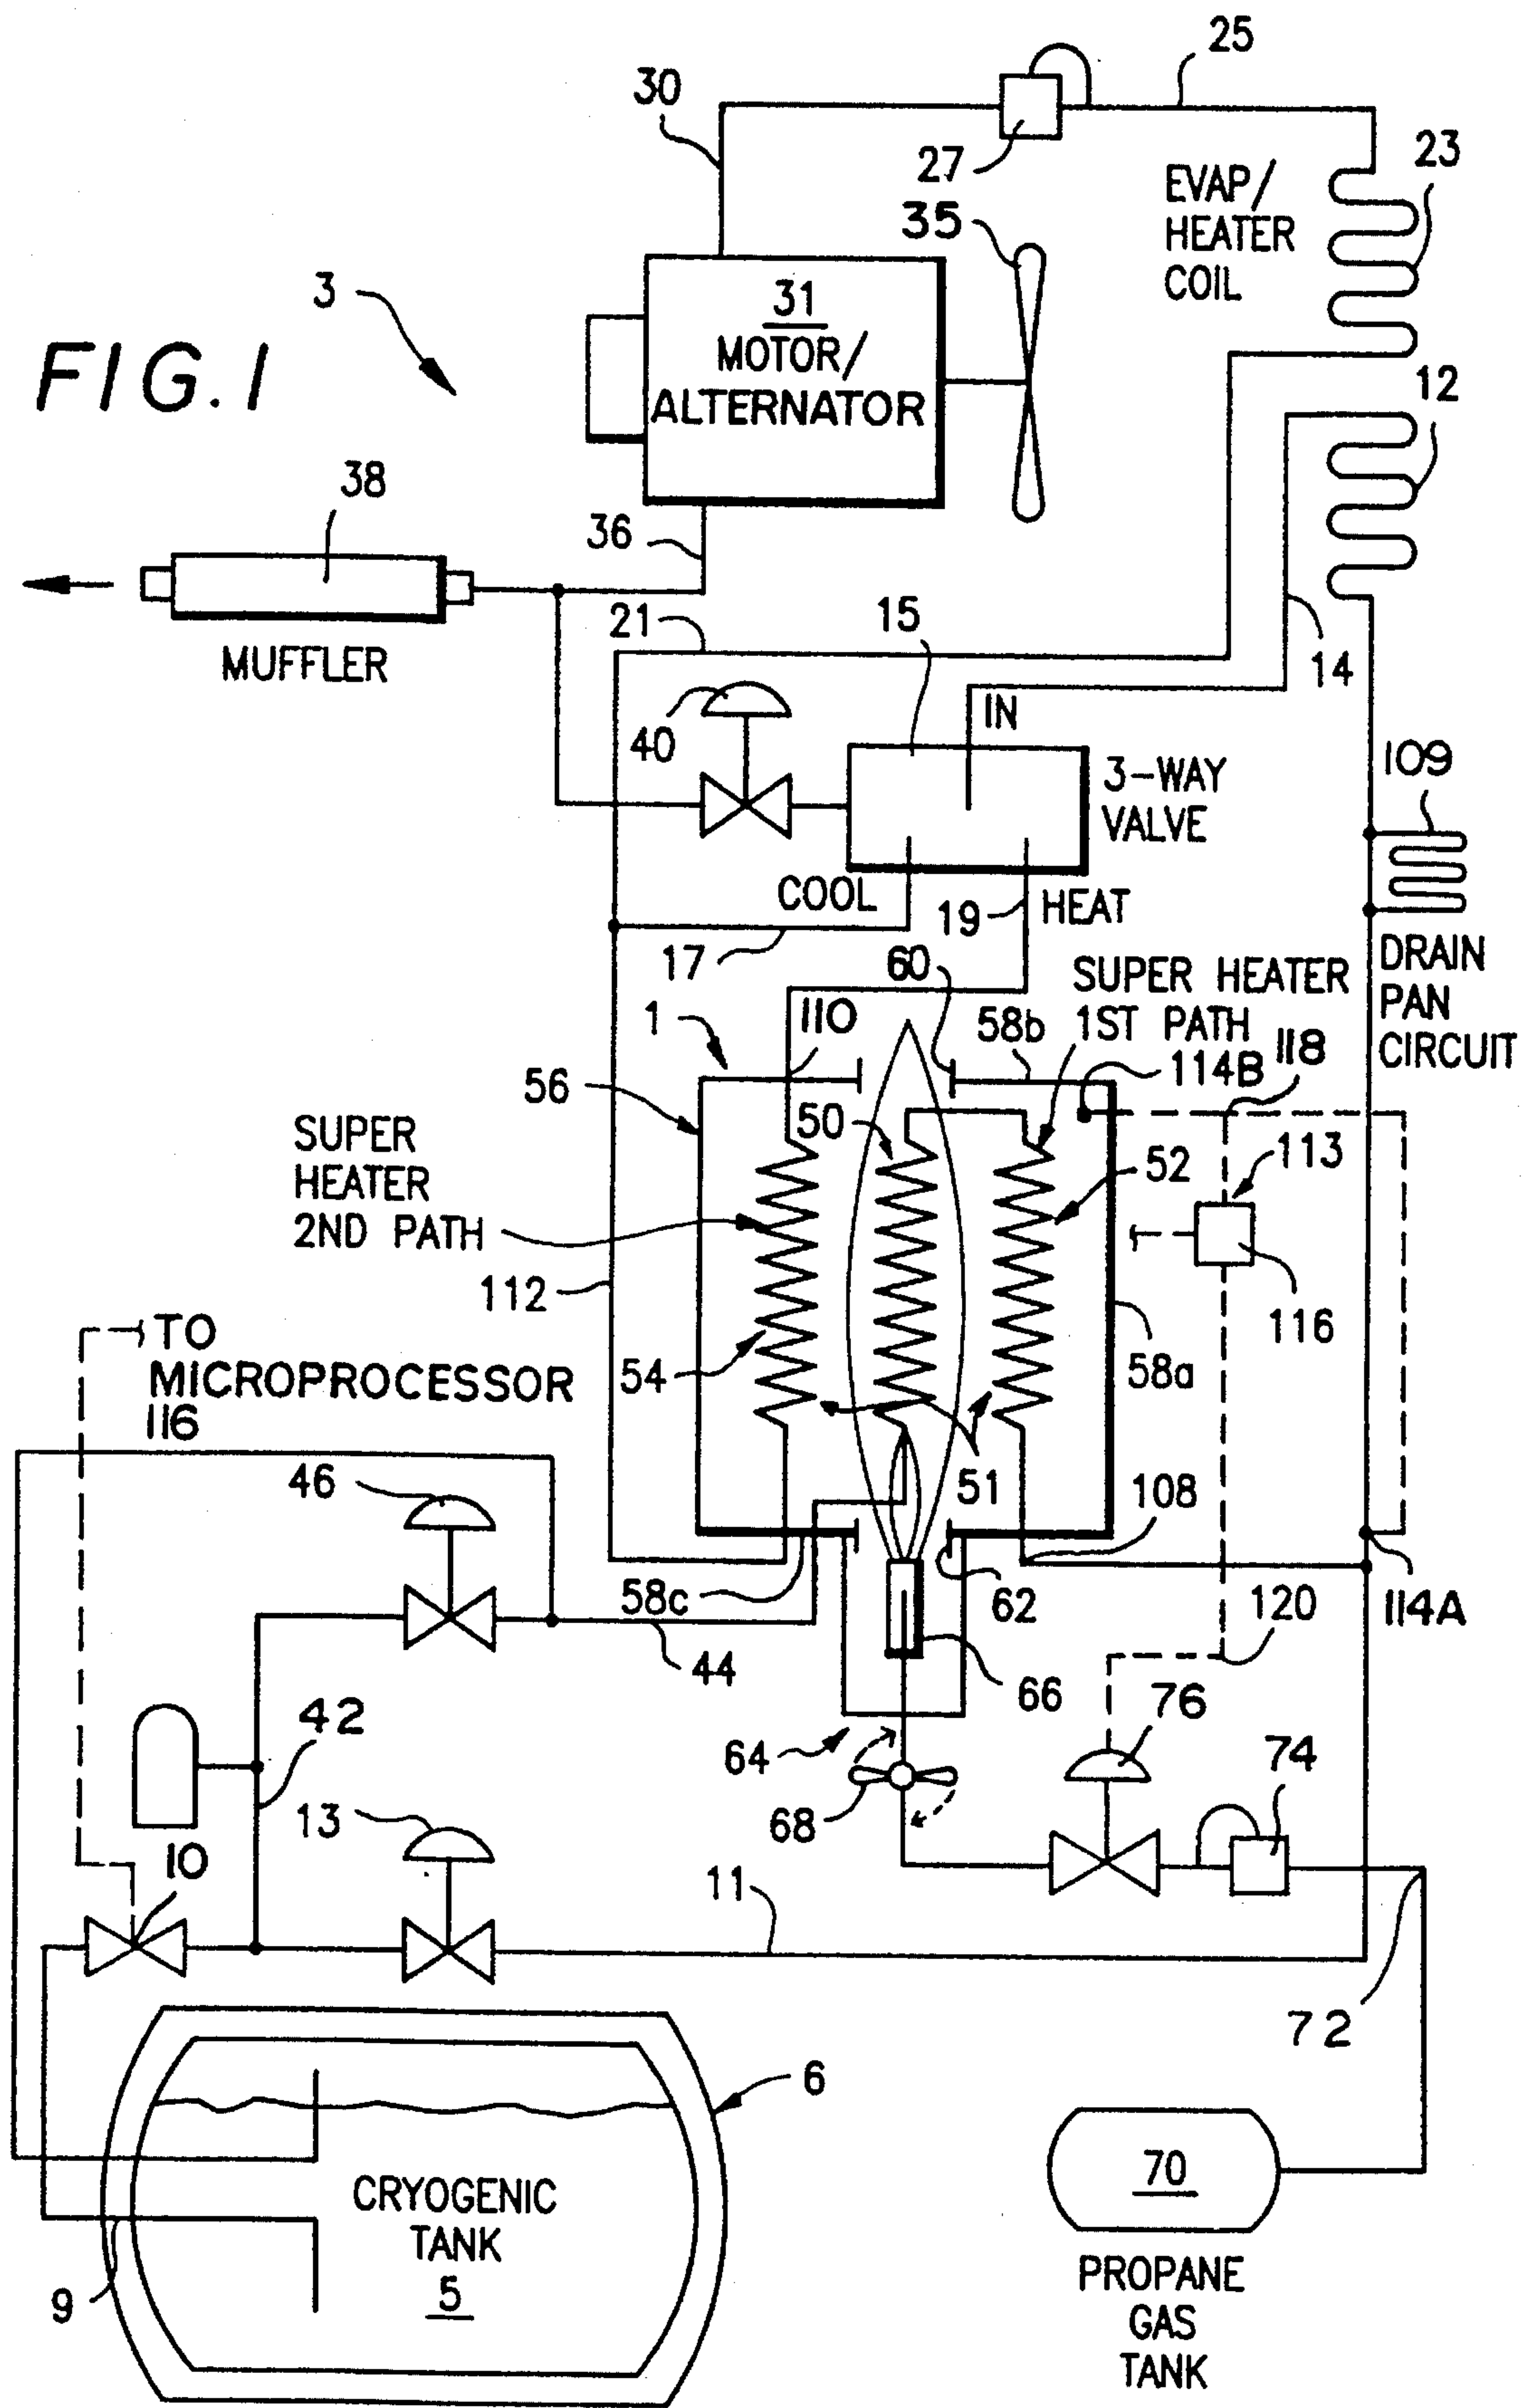 25
30
27
EVAP/
HEATER
COIL
23
35
3
FIG. 1
31
MOTOR/
ALTERNATOR
12
38
36
MUFFLER
21
15
14
40
IN
3-WAY
VALVE
109
COOL
19
HEAT
17
60
DRAIN
PAN
CIRCUIT
SUPER HEATER
1ST PATH
1
110
58b
118
114B
56
50
SUPER
HEATER
2ND PATH
52
113
112
116
TO
MICROPROCESSOR
116
54
58a
46
51
108
58c
62
114A
120
44
66
76
42
64
74
13
68
10
11
72
6
CRYOGENIC
TANK
5
9
70
PROPANE
GAS
TANK